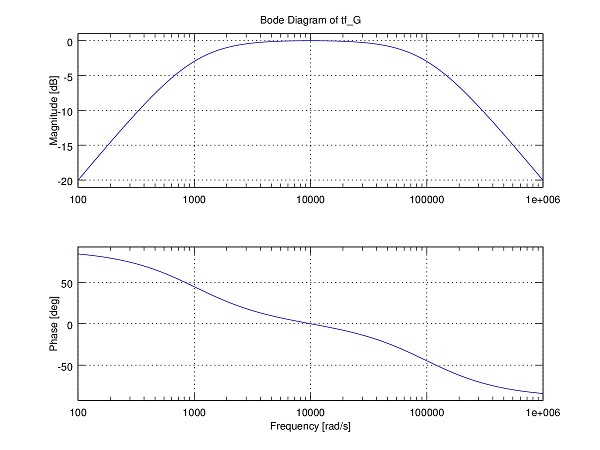 Bode Diagram of tf_G
Magnitude [dB]
0
-5
-10
-15
-20
100 1000 10000 100000 1e+006
Phase [deg]
50
0
-50
100 1000 10000 100000 1e+006
Frequency [rad/s]